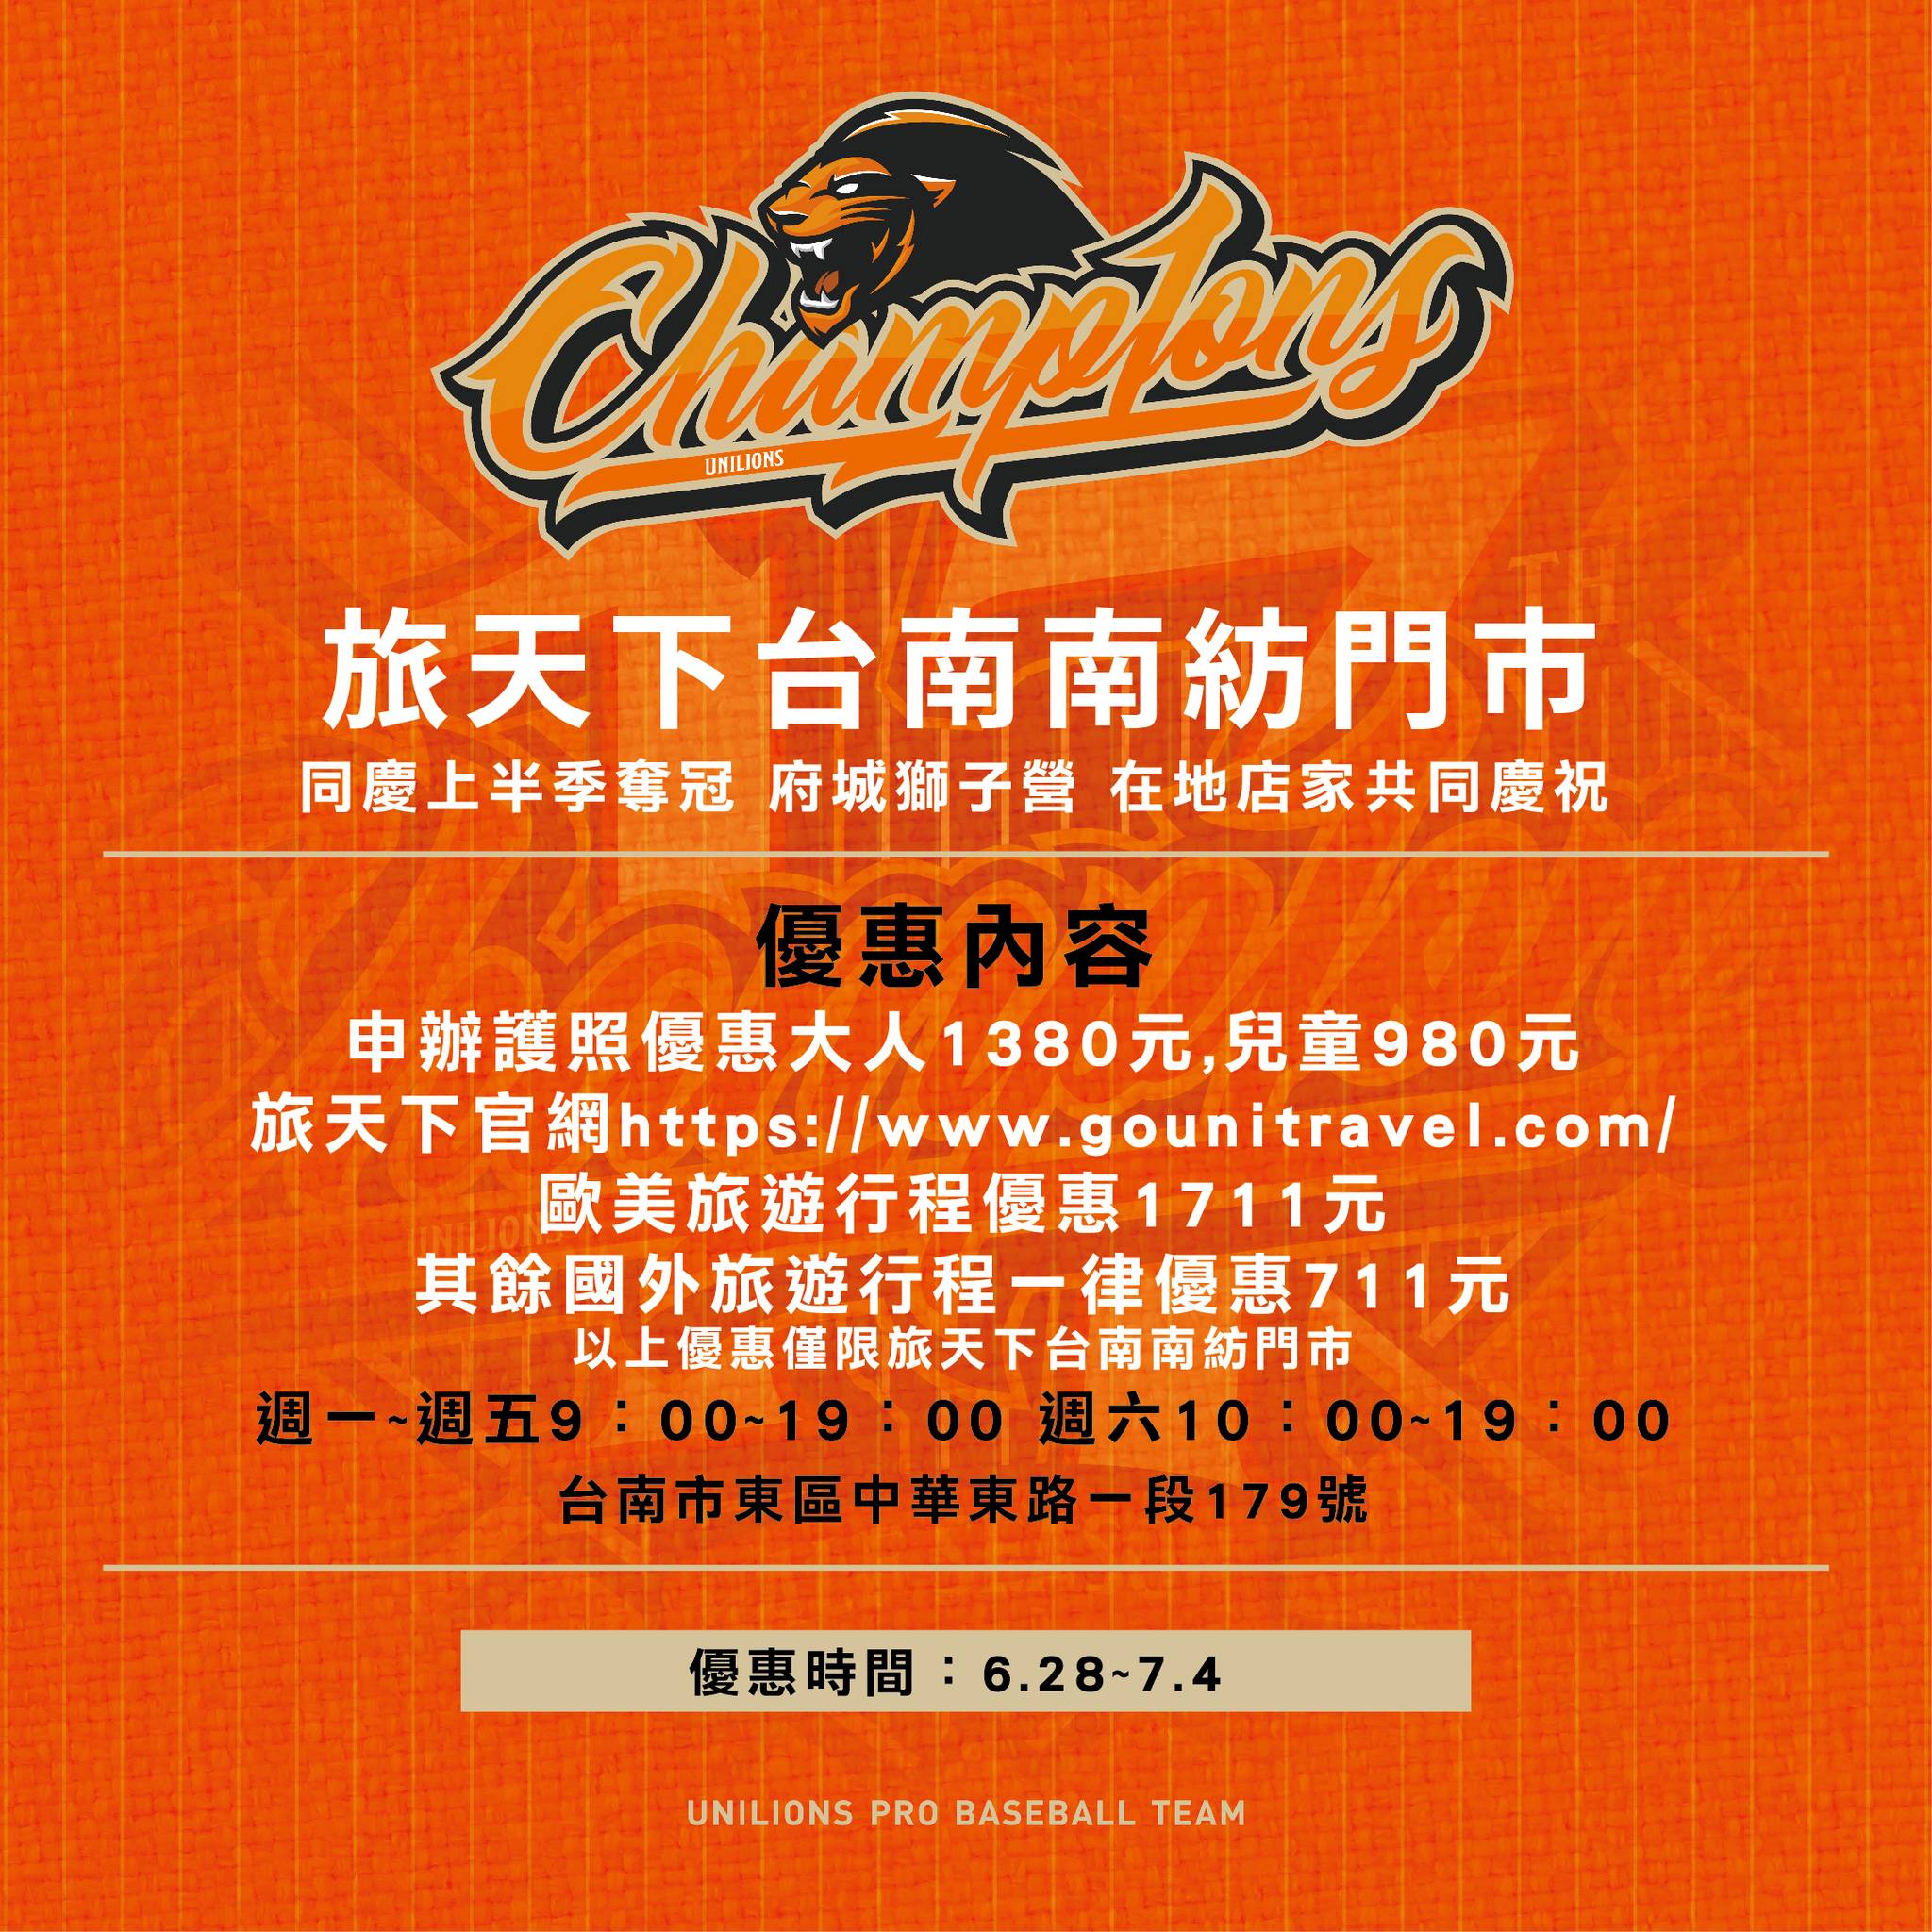 Champ1ons
UNILIONS
旅天下台南南紡門市
同慶上半季奪冠 府城獅子營 在地店家共同慶祝
優惠內容
申辦護照優惠大人1380元,兒童980元
旅天下官網https://www.gounitravel.com/
歐美旅遊行程優惠1711元
其餘國外旅遊行程一律優惠711元
以上優惠僅限旅天下台南南紡門市
週一~週五9：00~19：00 週六10：00~19：00
台南市東區中華東路一段179號
優惠時間：6.28~7.4
UNILIONS PRO BASEBALL TEAM